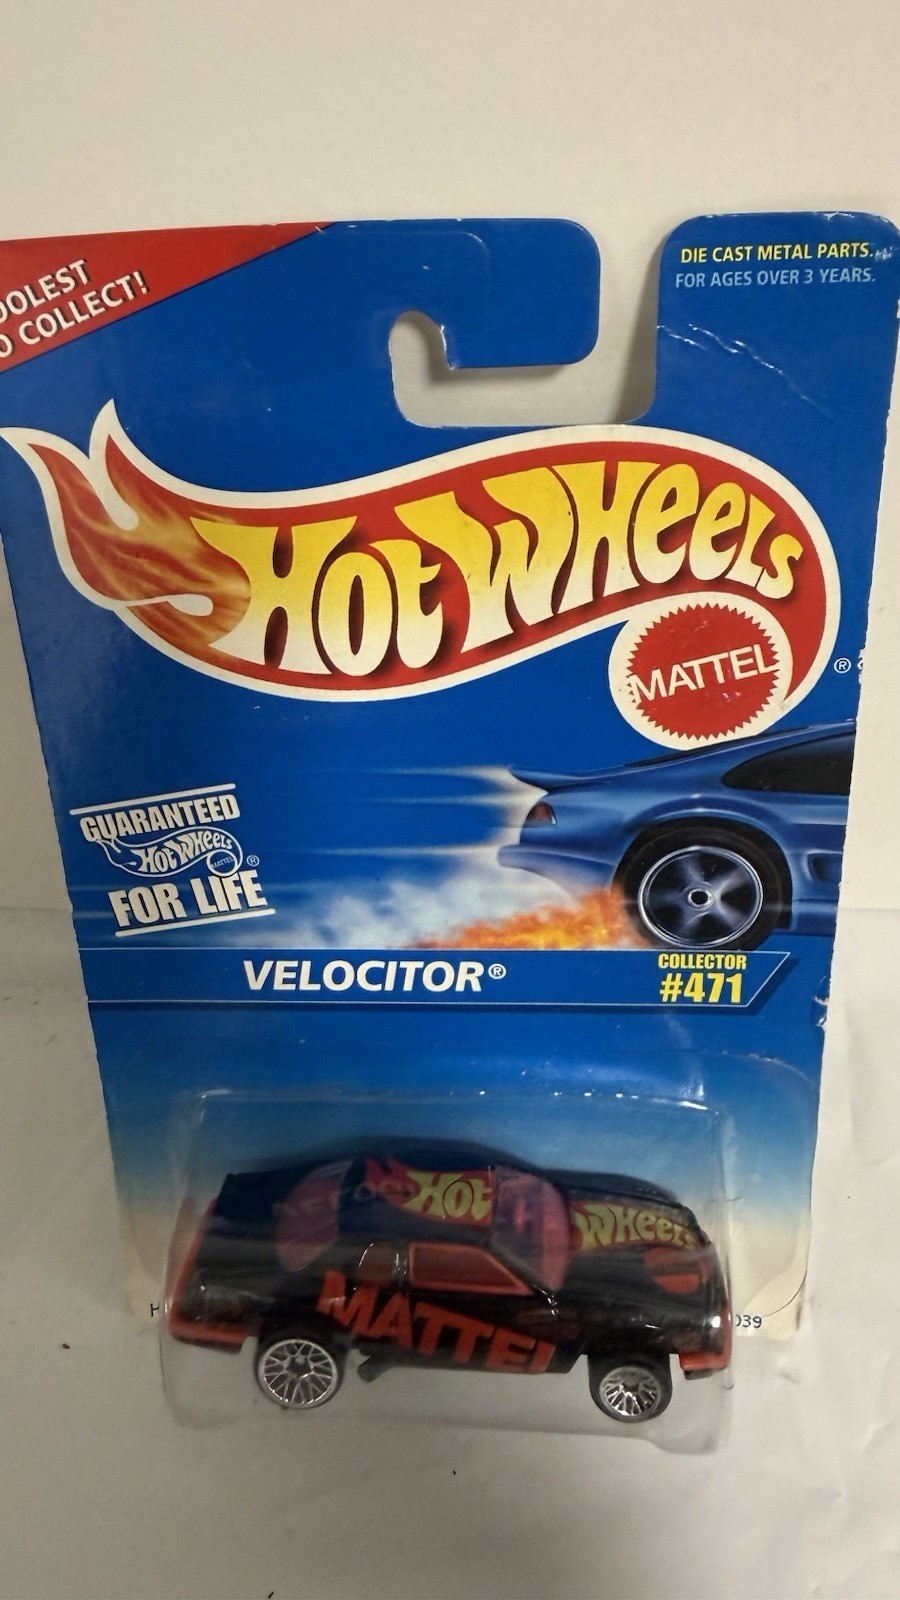 DIE CAST METAL PARTS.
FOR AGES OVER 3 YEARS.
OOLEST
O COLLECT!
HOT WHEELS
MATTEL
®
GUARANTEED
HOT WHEELS
MATTEL
®
FOR LIFE
VELOCITOR®
COLLECTOR
#471
HOT
WHEELS
MATTEL
H
039